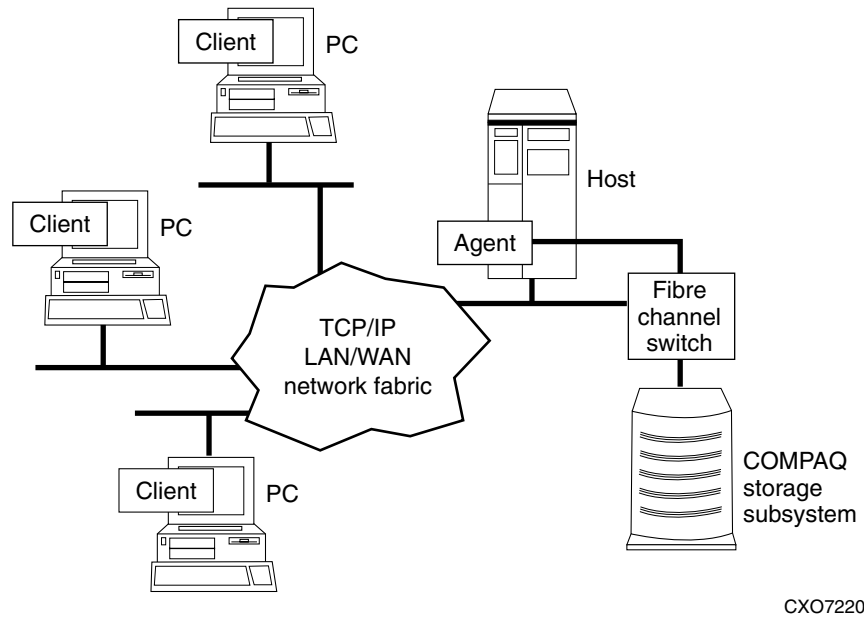 Client
PC
Client
PC
Host
Agent
Fibre
channel
switch
TCP/IP
LAN/WAN
network fabric
Client
PC
COMPAQ
storage
subsystem
CXO7220